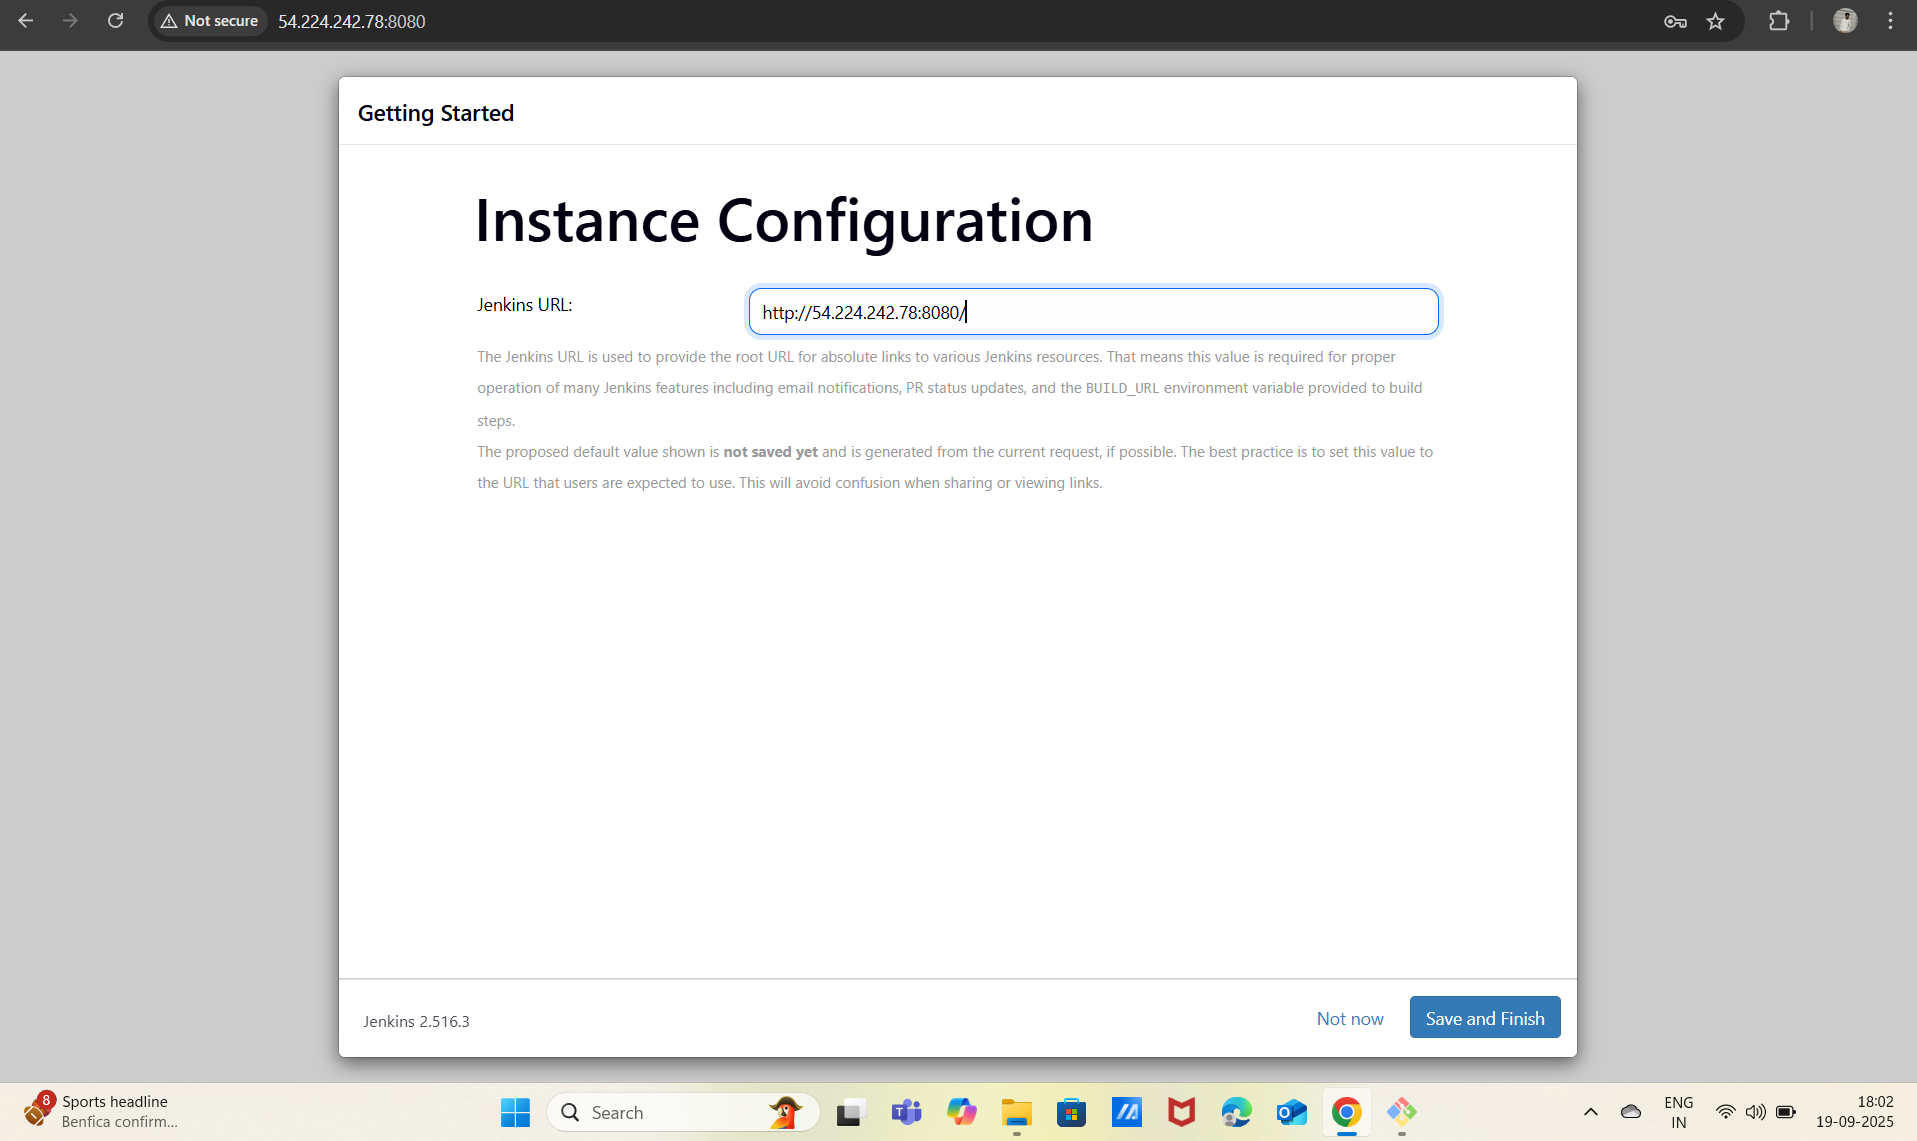 Not secure 54.224.242.78:8080
Getting Started
Instance Configuration
Jenkins URL:
http://54.224.242.78:8080/
The Jenkins URL is used to provide the root URL for absolute links to various Jenkins resources. That means this value is required for proper
operation of many Jenkins features including email notifications, PR status updates, and the BUILD_URL environment variable provided to build
steps.
The proposed default value shown is not saved yet and is generated from the current request, if possible. The best practice is to set this value to
the URL that users are expected to use. This will avoid confusion when sharing or viewing links.
Jenkins 2.516.3
Not now
Save and Finish
8
Sports headline
Benfica confirm...
Search
ENG
IN
18:02
19-09-2025